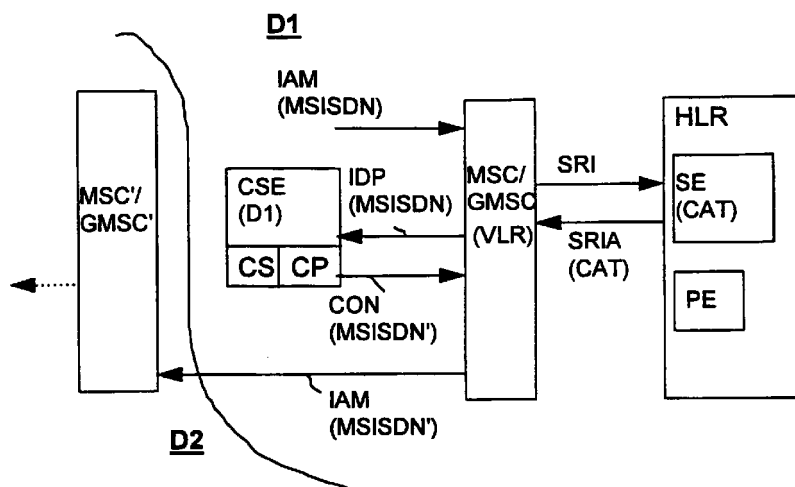 D1
IAM
(MSISDN)
HLR
MSC'/
GMSC'
CSE
(D1)
IDP
(MSISDN)
MSC/
GMSC
(VLR)
SRI
SE
(CAT)
SRIA
(CAT)
CS
CP
CON
(MSISDN')
PE
IAM
(MSISDN')
D2